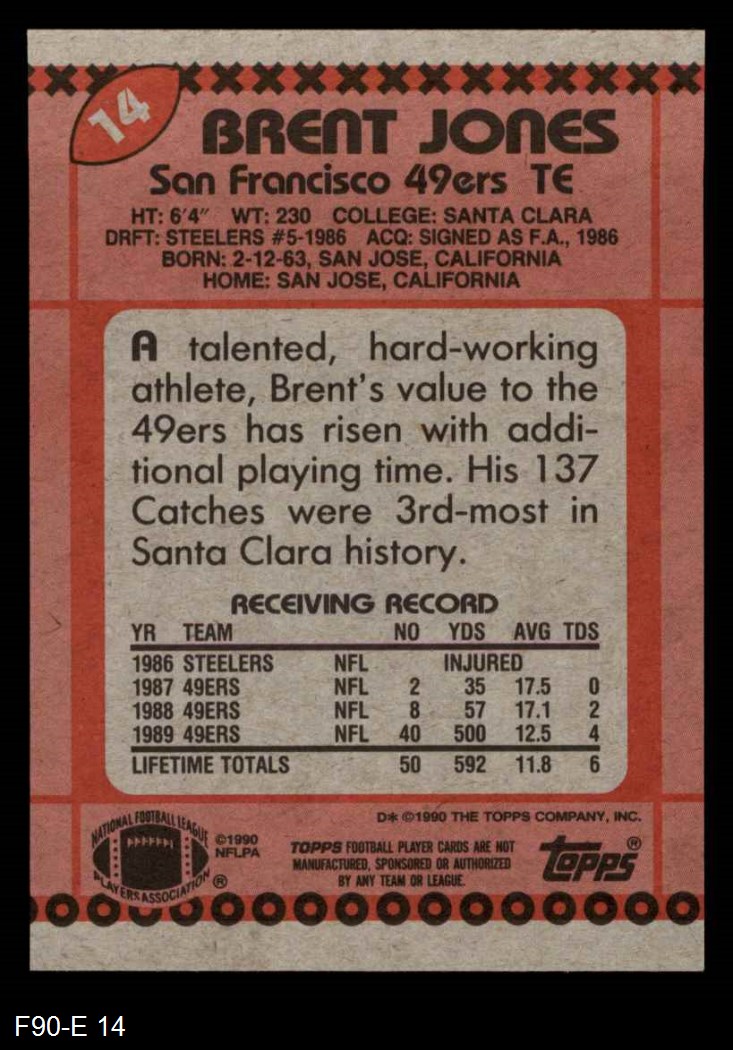 14
BRENT JONES
San Francisco 49ers TE
HT: 6'4" WT: 230 COLLEGE: SANTA CLARA
DRFT: STEELERS #5-1986 ACQ: SIGNED AS F.A., 1986
BORN: 2-12-63, SAN JOSE, CALIFORNIA
HOME: SAN JOSE, CALIFORNIA
A talented, hard-working
athlete, Brent's value to the
49ers has risen with addi-
tional playing time. His 137
Catches were 3rd-most in
Santa Clara history.
RECEIVING RECORD
YR TEAM NO YDS AVG TDS
1986 STEELERS NFL INJURED
1987 49ERS NFL 2 35 17.5 0
1988 49ERS NFL 8 57 17.1 2
1989 49ERS NFL 40 500 12.5 4
LIFETIME TOTALS 50 592 11.8 6
D* ©1990 THE TOPPS COMPANY, INC.
NATIONAL FOOTBALL LEAGUE
PLAYERS ASSOCIATION ®
©1990
NFLPA
TOPPS FOOTBALL PLAYER CARDS ARE NOT
MANUFACTURED, SPONSORED OR AUTHORIZED
BY ANY TEAM OR LEAGUE.
topps®
F90-E 14